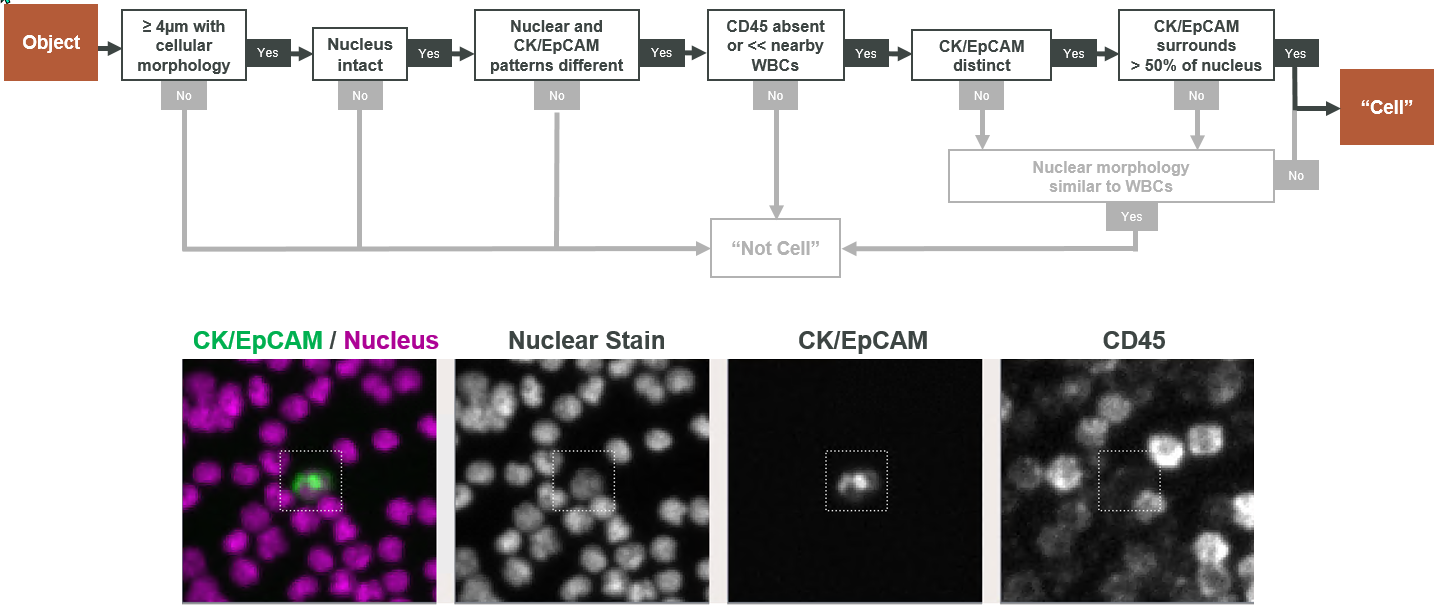 Object
≥ 4µm with
cellular
morphology
Yes
Nucleus
intact
Yes
Nuclear and
CK/EpCAM
patterns different
Yes
CD45 absent
or << nearby
WBCs
Yes
CK/EpCAM
distinct
Yes
CK/EpCAM
surrounds
> 50% of nucleus
Yes
No
No
No
No
No
No
“Cell”
Nuclear morphology
similar to WBCs
No
Yes
“Not Cell”
CK/EpCAM / Nucleus
Nuclear Stain
CK/EpCAM
CD45